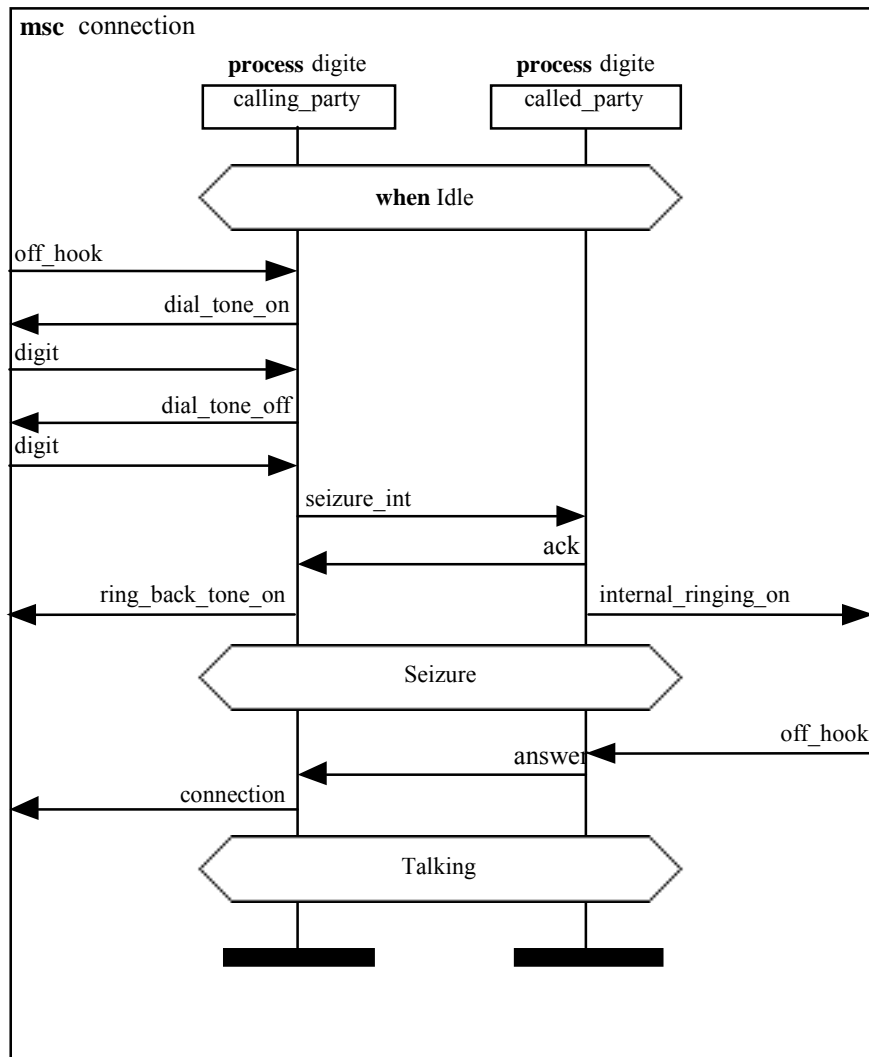 msc connection
process digite
process digite
calling_party
called_party
when Idle
off_hook
dial_tone_on
digit
dial_tone_off
digit
seizure_int
ack
ring_back_tone_on
internal_ringing_on
Seizure
off_hook
answer
connection
Talking